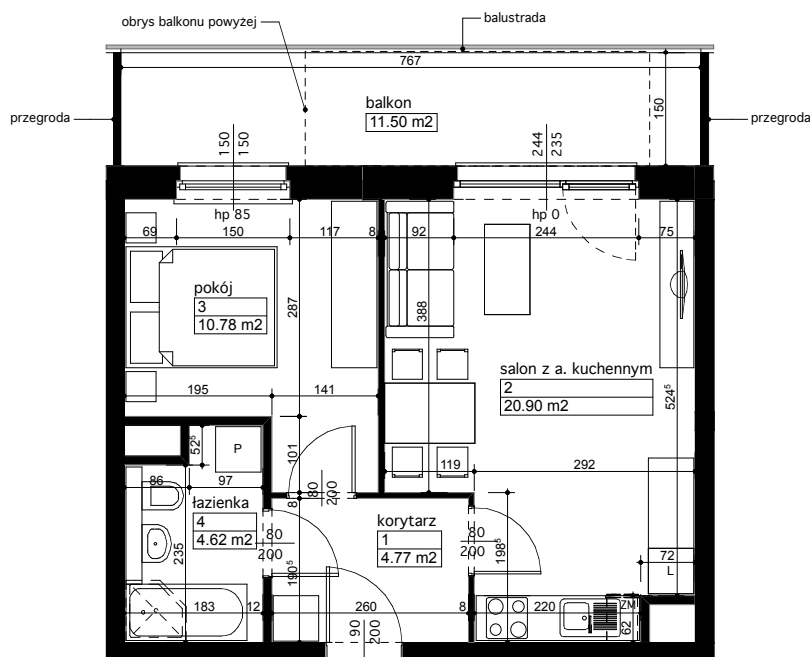 obrys balkonu powyżej
balustrada
767
przegroda
balkon
11.50 m2
150
przegroda
150
150
244
235
hp 85
hp 0
69
150
117
8
92
244
75
pokój
3
10.78 m2
287
388
salon z a. kuchennym
2
20.90 m2
524⁵
195
141
52⁵
P
101
119
292
86
97
80
200
8
łazienka
4
4.62 m2
korytarz
1
4.77 m2
80
200
80
200
198⁵
235
190⁵
72
L
183
12
260
8
220
ZM
62
90
200